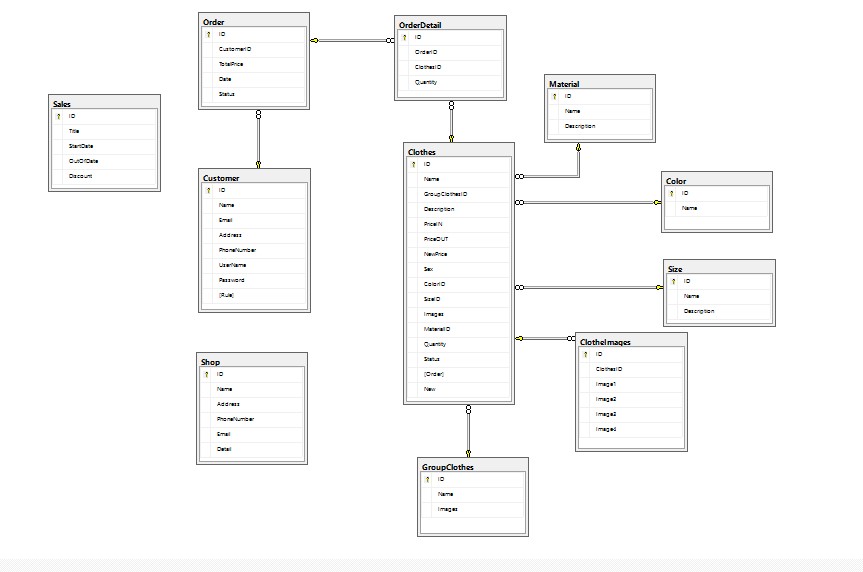 Order
ID
CustomerID
TotalPrice
Date
Status
OrderDetail
ID
OrderID
ClothesID
Quantity
Material
ID
Name
Description
Sales
ID
Title
StartDate
OutOfDate
Discount
Customer
ID
Name
Email
Address
PhoneNumber
UserName
Password
[Rule]
Clothes
ID
Name
GroupClothesID
Description
PriceIN
PriceOUT
NewPrice
Sex
ColorID
SizeID
Images
MaterialID
Quantity
Status
[Order]
New
Color
ID
Name
Size
ID
Name
Description
ClotheImages
ID
ClothesID
Image1
Image2
Image3
Image4
Shop
ID
Name
Address
PhoneNumber
Email
Detail
GroupClothes
ID
Name
Images